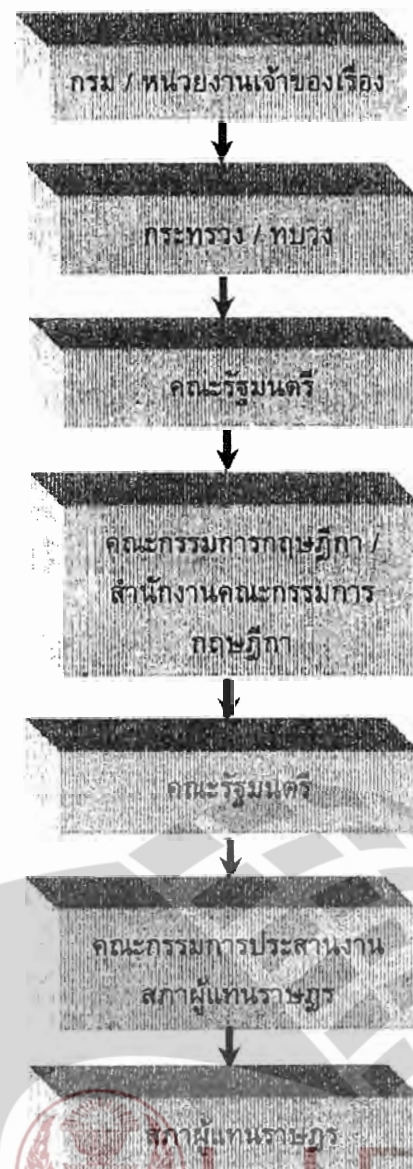 กรม / หน่วยงานเจ้าของเรื่อง
กระทรวง / ทบวง
คณะรัฐมนตรี
คณะกรรมการกฤษฎีกา /
สำนักงานคณะกรรมการ
กฤษฎีกา
คณะรัฐมนตรี
คณะกรรมการประสานงาน
สภาผู้แทนราษฎร
สภาผู้แทนราษฎร